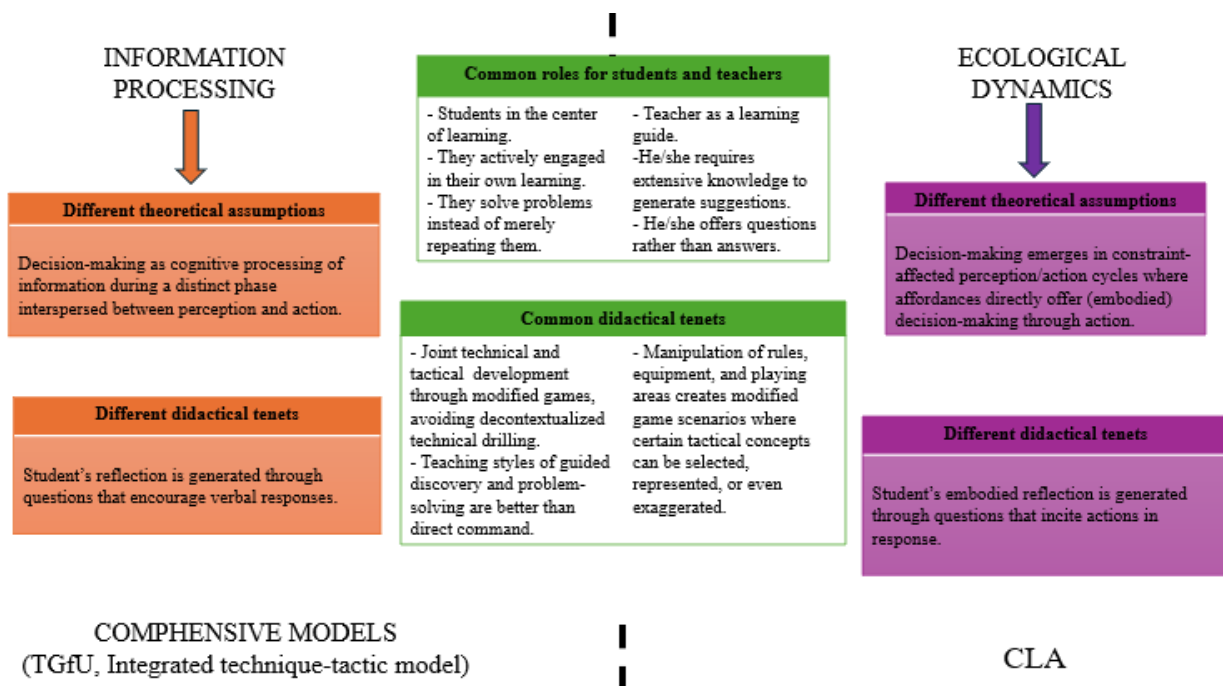 INFORMATION
PROCESSING
Different theoretical assumptions
Decision-making as cognitive processing of
information during a distinct phase
interspersed between perception and action.
Different didactical tenets
Student's reflection is generated through
questions that encourage verbal responses.
COMPHENSIVE MODELS
(TGfU, Integrated technique-tactic model)
Common roles for students and teachers
- Students in the center
of learning.
- They actively engaged
in their own learning.
- They solve problems
instead of merely
repeating them.
- Teacher as a learning
guide.
-He/she requires
extensive knowledge to
generate suggestions.
- He/she offers questions
rather than answers.
Common didactical tenets
- Joint technical and
tactical development
through modified games,
avoiding decontextualized
technical drilling.
- Teaching styles of guided
discovery and problem-
solving are better than
direct command.
- Manipulation of rules,
equipment, and playing
areas creates modified
game scenarios where
certain tactical concepts
can be selected,
represented, or even
exaggerated.
ECOLOGICAL
DYNAMICS
Different theoretical assumptions
Decision-making emerges in constraint-
affected perception/action cycles where
affordances directly offer (embodied)
decision-making through action.
Different didactical tenets
Student's embodied reflection is generated
through questions that incite actions in
response.
CLA